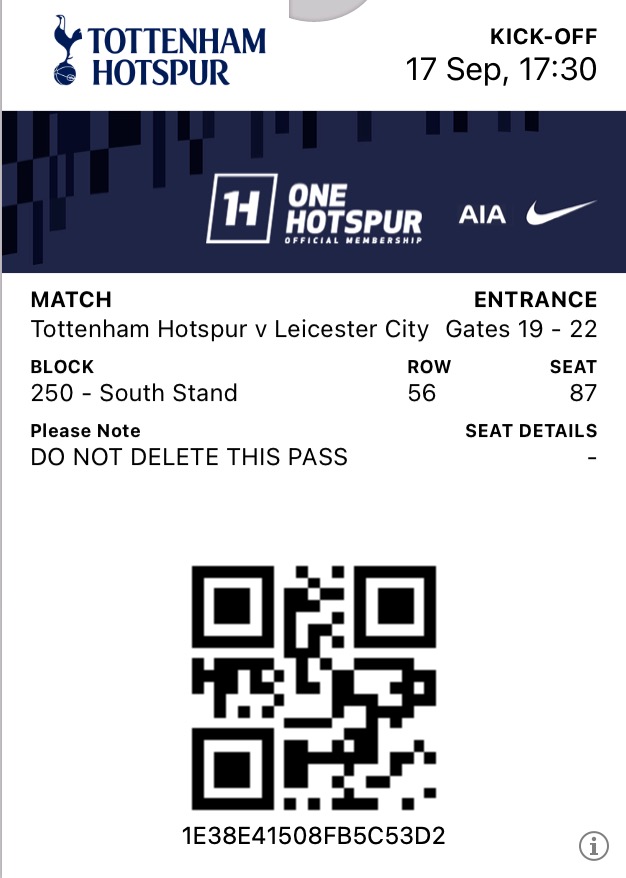 TOTTENHAM
HOTSPUR
KICK-OFF
17 Sep, 17:30
1H ONE
HOTSPUR
OFFICIAL MEMBERSHIP
AIA
MATCH ENTRANCE
Tottenham Hotspur v Leicester City Gates 19 - 22
BLOCK ROW SEAT
250 - South Stand 56 87
Please Note SEAT DETAILS
DO NOT DELETE THIS PASS -
1E38E41508FB5C53D2
i